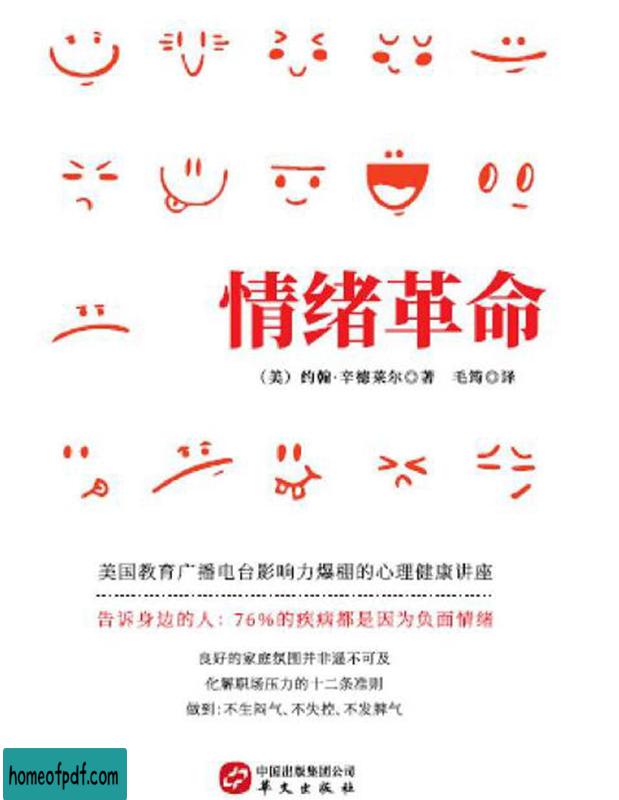 情绪革命
（美）约翰·辛德莱尔◎著 毛筠◎译
美国教育广播电台影响力爆棚的心理健康讲座
告诉身边的人：76%的疾病都是因为负面情绪
良好的家庭氛围并非遥不可及
化解职场压力的十二条准则
做到：不生闷气、不失控、不发脾气
中国出版集团公司
华文出版社
homeofpdf.com